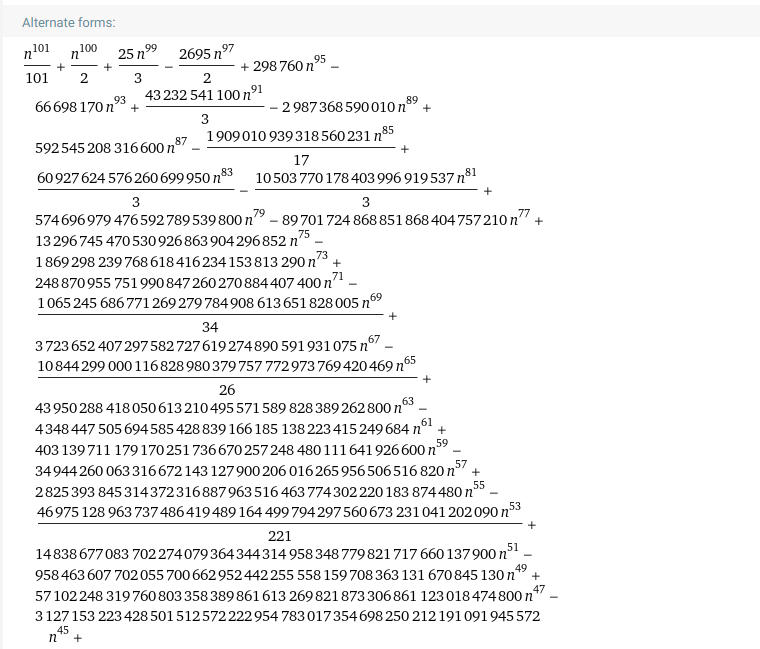 Alternate forms:
n^101/101 + n^100/2 + 25 n^99/3 − 2695 n^97/2 + 298 760 n^95 −
66 698 170 n^93 + 43 232 541 100 n^91/3 − 2 987 368 590 010 n^89 +
592 545 208 316 600 n^87 − 1 909 010 939 318 560 231 n^85/17 +
60 927 624 576 260 699 950 n^83/3 − 10 503 770 178 403 996 919 537 n^81/3 +
574 696 979 476 592 789 539 800 n^79 − 89 701 724 868 851 868 404 757 210 n^77 +
13 296 745 470 530 926 863 904 296 852 n^75 −
1 869 298 239 768 618 416 234 153 813 290 n^73 +
248 870 955 751 990 847 260 270 884 407 400 n^71 −
1 065 245 686 771 269 279 784 908 613 651 828 005 n^69/34 +
3 723 652 407 297 582 727 619 274 890 591 931 075 n^67 −
10 844 299 000 116 828 980 379 757 772 973 769 420 469 n^65/26 +
43 950 288 418 050 613 210 495 571 589 828 389 262 800 n^63 −
4 348 447 505 694 585 428 839 166 185 138 223 415 249 684 n^61 +
403 139 711 179 170 251 736 670 257 248 480 111 641 926 600 n^59 −
34 944 260 063 316 672 143 127 900 206 016 265 956 506 516 820 n^57 +
2 825 393 845 314 372 316 887 963 516 463 774 302 220 183 874 480 n^55 −
46 975 128 963 737 486 419 489 164 499 794 297 560 673 231 041 202 090 n^53/221 +
14 838 677 083 702 274 079 364 344 314 958 348 779 821 717 660 137 900 n^51 −
958 463 607 702 055 700 662 952 442 255 558 159 708 363 131 670 845 130 n^49 +
57 102 248 319 760 803 358 389 861 613 269 821 873 306 861 123 018 474 800 n^47 −
3 127 153 223 428 501 512 572 222 954 783 017 354 698 250 212 191 091 945 572
n^45 +